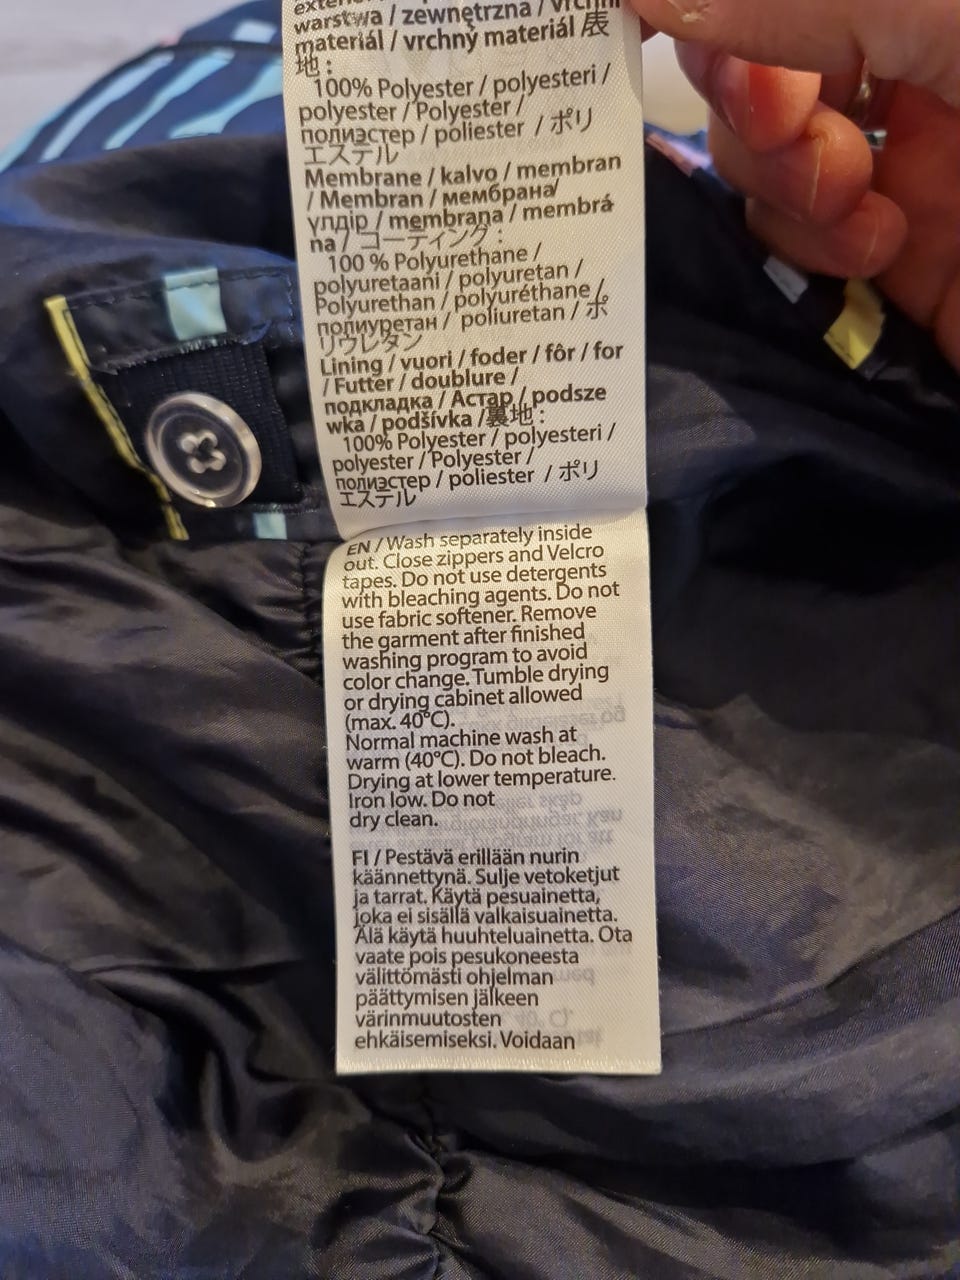 warstwa / zewnętrzna / vrchní
materiál / vrchný materiál 表
地 :
100% Polyester / polyesteri /
polyester / Polyester /
полиэстер / poliester / ポリ
エステル
Membrane / kalvo / membran
/ Membran / мембрана/
үлдір / membrana / membrá
na / コーティング :
100 % Polyurethane /
polyuretaani / polyuretan /
Polyurethan / polyuréthane /
полиуретан / poliuretan / ポ
リウレタン
Lining / vuori / foder / fôr / for
/ Futter / doublure /
подкладка / Астар / podsze
wka / podšívka / 裏地 :
100% Polyester / polyesteri /
polyester / Polyester /
полиэстер / poliester / ポリ
エステル
EN / Wash separately inside
out. Close zippers and Velcro
tapes. Do not use detergents
with bleaching agents. Do not
use fabric softener. Remove
the garment after finished
washing program to avoid
color change. Tumble drying
or drying cabinet allowed
(max. 40°C).
Normal machine wash at
warm (40°C). Do not bleach.
Drying at lower temperature.
Iron low. Do not
dry clean.
FI / Pestävä erillään nurin
käännettynä. Sulje vetoketjut
ja tarrat. Käytä pesuainetta,
joka ei sisällä valkaisuainetta.
Älä käytä huuhteluainetta. Ota
vaate pois pesukoneesta
välittömästi ohjelman
päättymisen jälkeen
värinmuutosten
ehkäisemiseksi. Voidaan